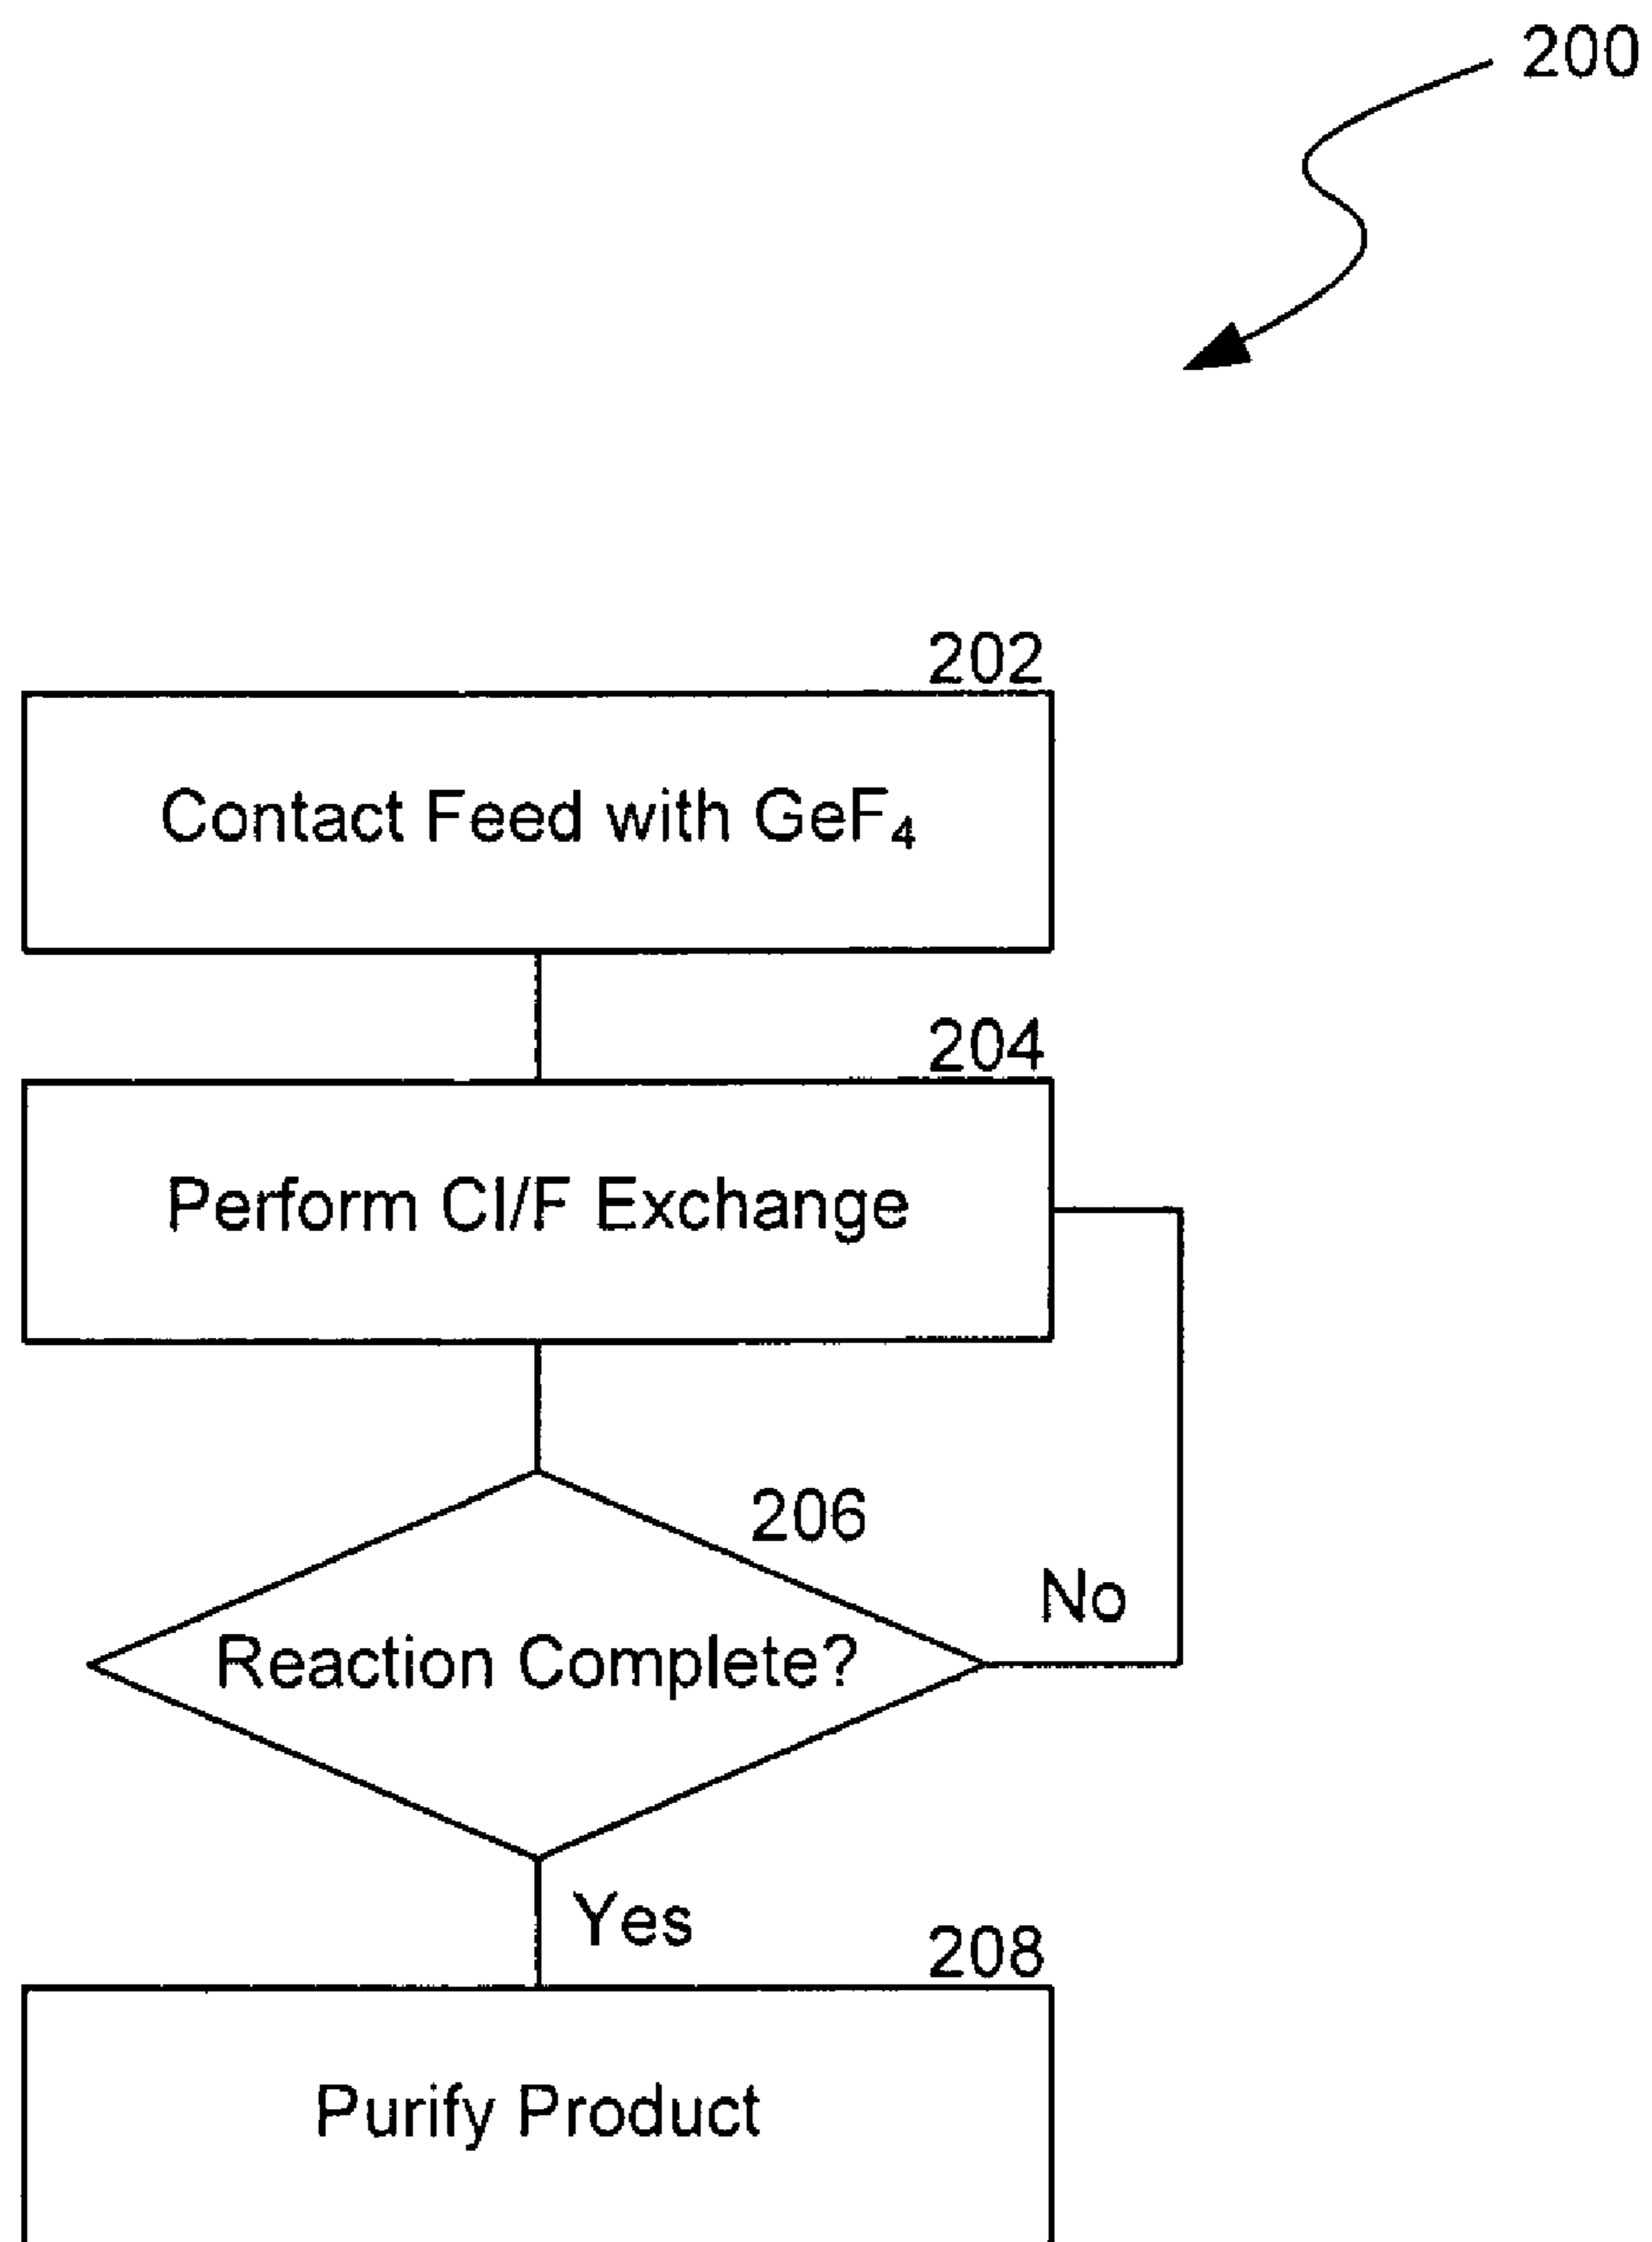 200
202
Contact Feed with GeF₄
204
Perform Cl/F Exchange
206
No
Reaction Complete?
Yes
208
Purify Product